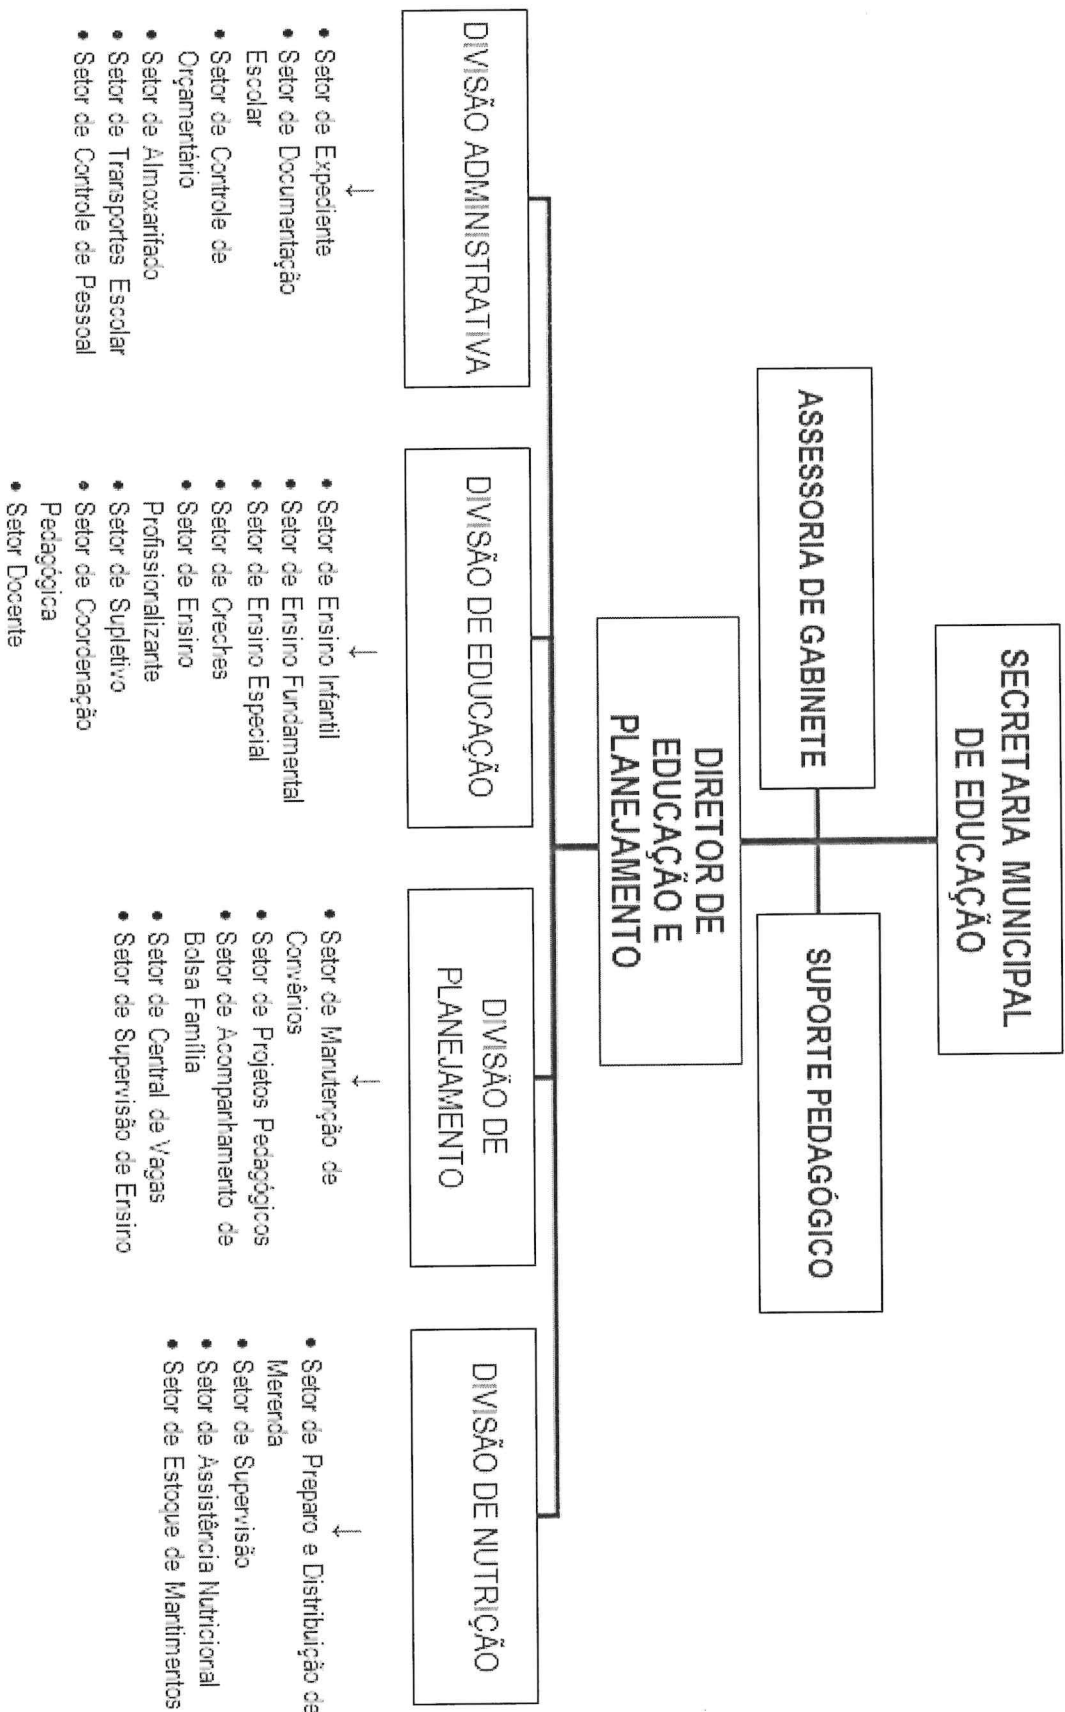 SECRETARIA MUNICIPAL
DE EDUCAÇÃO
ASSESSORIA DE GABINETE
SUPORTE PEDAGÓGICO
DIRETOR DE
EDUCAÇÃO E
PLANEJAMENTO
DIVISÃO ADMINISTRATIVA
↓
• Setor de Expediente
• Setor de Documentação
Escolar
• Setor de Controle de
Orçamentário
• Setor de Almoxarifado
• Setor de Transportes Escolar
• Setor de Controle de Pessoal
DIVISÃO DE EDUCAÇÃO
↓
• Setor de Ensino Infantil
• Setor de Ensino Fundamental
• Setor de Ensino Especial
• Setor de Creches
• Setor de Ensino
Profissionalizante
• Setor de Supletivo
• Setor de Coordenação
Pedagógica
• Setor Docente
DIVISÃO DE
PLANEJAMENTO
↓
• Setor de Manutenção de
Convênios
• Setor de Projetos Pedagógicos
• Setor de Acompanhamento de
Bolsa Família
• Setor de Central de Vagas
• Setor de Supervisão de Ensino
DIVISÃO DE NUTRIÇÃO
↓
• Setor de Preparo e Distribuição de
Merenda
• Setor de Supervisão
• Setor de Assistência Nutricional
• Setor de Estoque de Mantimentos